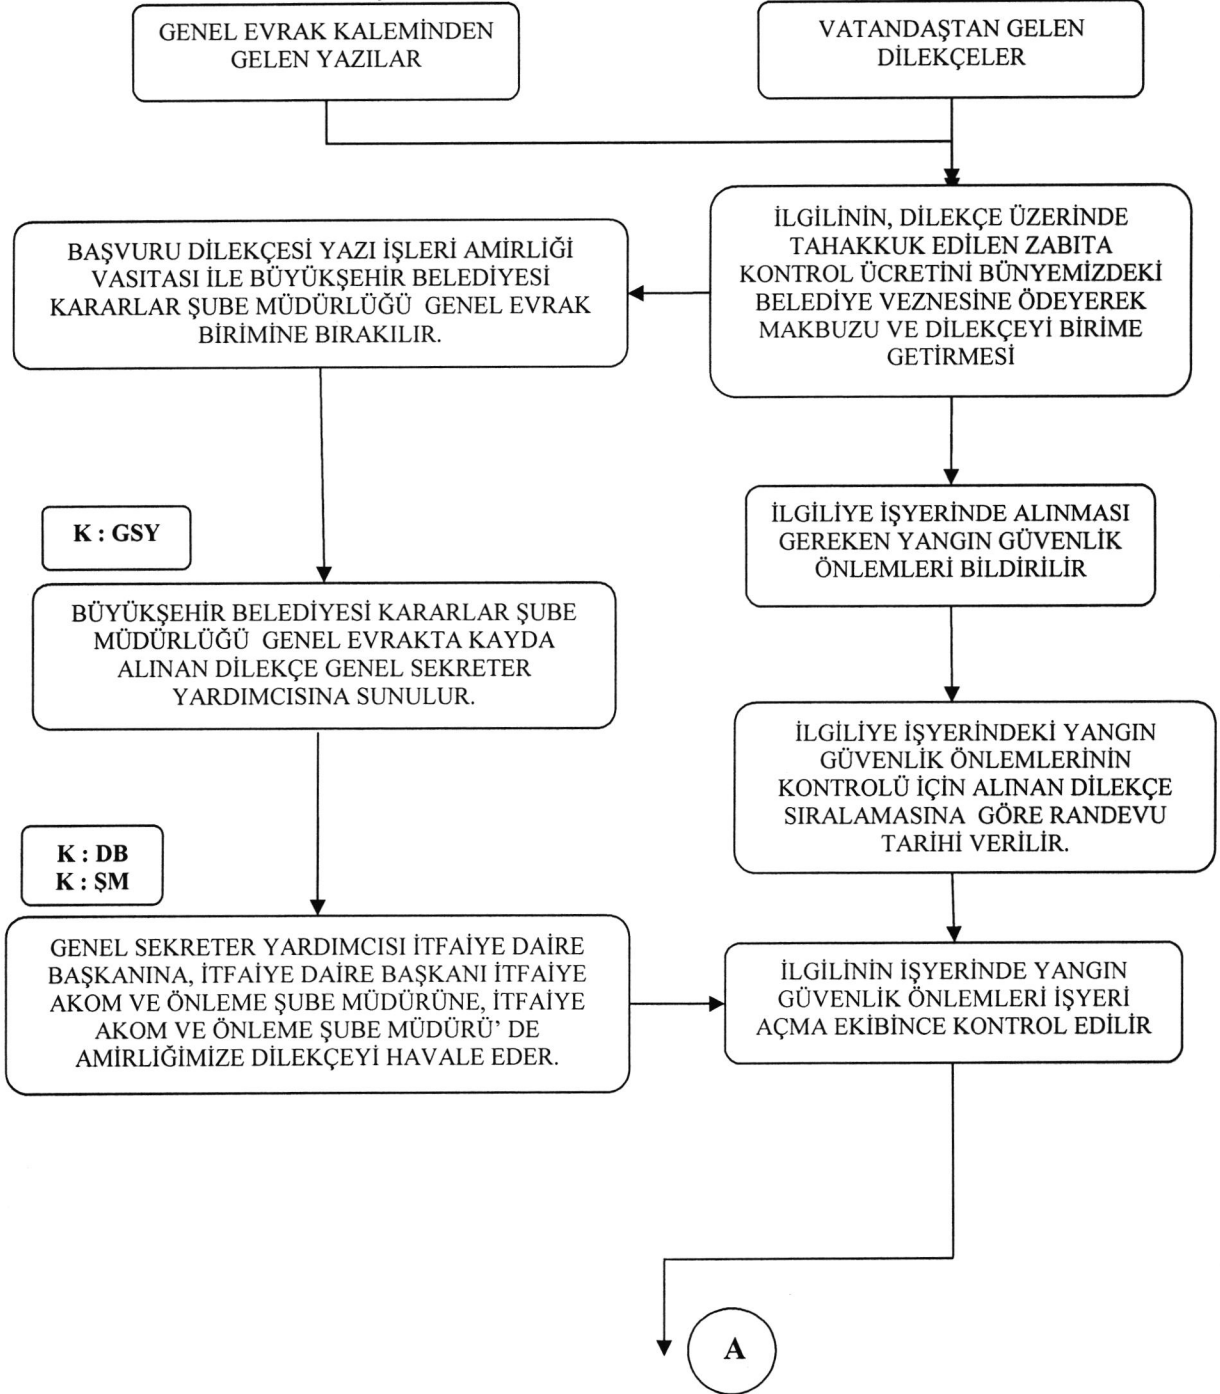 GENEL EVRAK KALEMİNDEN
GELEN YAZILAR
VATANDAŞTAN GELEN
DİLEKÇELER
İLGİLİNİN, DİLEKÇE ÜZERİNDE
TAHAKKUK EDİLEN ZABITA
KONTROL ÜCRETİNİ BÜNYEMİZDEKİ
BELEDİYE VEZNESİNE ÖDEYEREK
MAKBUZU VE DİLEKÇEYİ BİRİME
GETİRMESİ
BAŞVURU DİLEKÇESİ YAZI İŞLERİ AMİRLİĞİ
VASITASI İLE BÜYÜKŞEHİR BELEDİYESİ
KARARLAR ŞUBE MÜDÜRLÜĞÜ GENEL EVRAK
BİRİMİNE BIRAKILIR.
İLGİLİYE İŞYERİNDE ALINMASI
GEREKEN YANGIN GÜVENLİK
ÖNLEMLERİ BİLDİRİLİR
K : GSY
BÜYÜKŞEHİR BELEDİYESİ KARARLAR ŞUBE
MÜDÜRLÜĞÜ GENEL EVRAKTA KAYDA
ALINAN DİLEKÇE GENEL SEKRETER
YARDIMCISINA SUNULUR.
İLGİLİYE İŞYERİNDEKİ YANGIN
GÜVENLİK ÖNLEMLERİNİN
KONTROLÜ İÇİN ALINAN DİLEKÇE
SIRALAMASINA GÖRE RANDEVU
TARİHİ VERİLİR.
K : DB
K : ŞM
GENEL SEKRETER YARDIMCISI İTFAİYE DAİRE
BAŞKANINA, İTFAİYE DAİRE BAŞKANI İTFAİYE
AKOM VE ÖNLEME ŞUBE MÜDÜRÜNE, İTFAİYE
AKOM VE ÖNLEME ŞUBE MÜDÜRÜ' DE
AMİRLİĞİMİZE DİLEKÇEYİ HAVALE EDER.
İLGİLİNİN İŞYERİNDE YANGIN
GÜVENLİK ÖNLEMLERİ İŞYERİ
AÇMA EKİBİNCE KONTROL EDİLİR
A